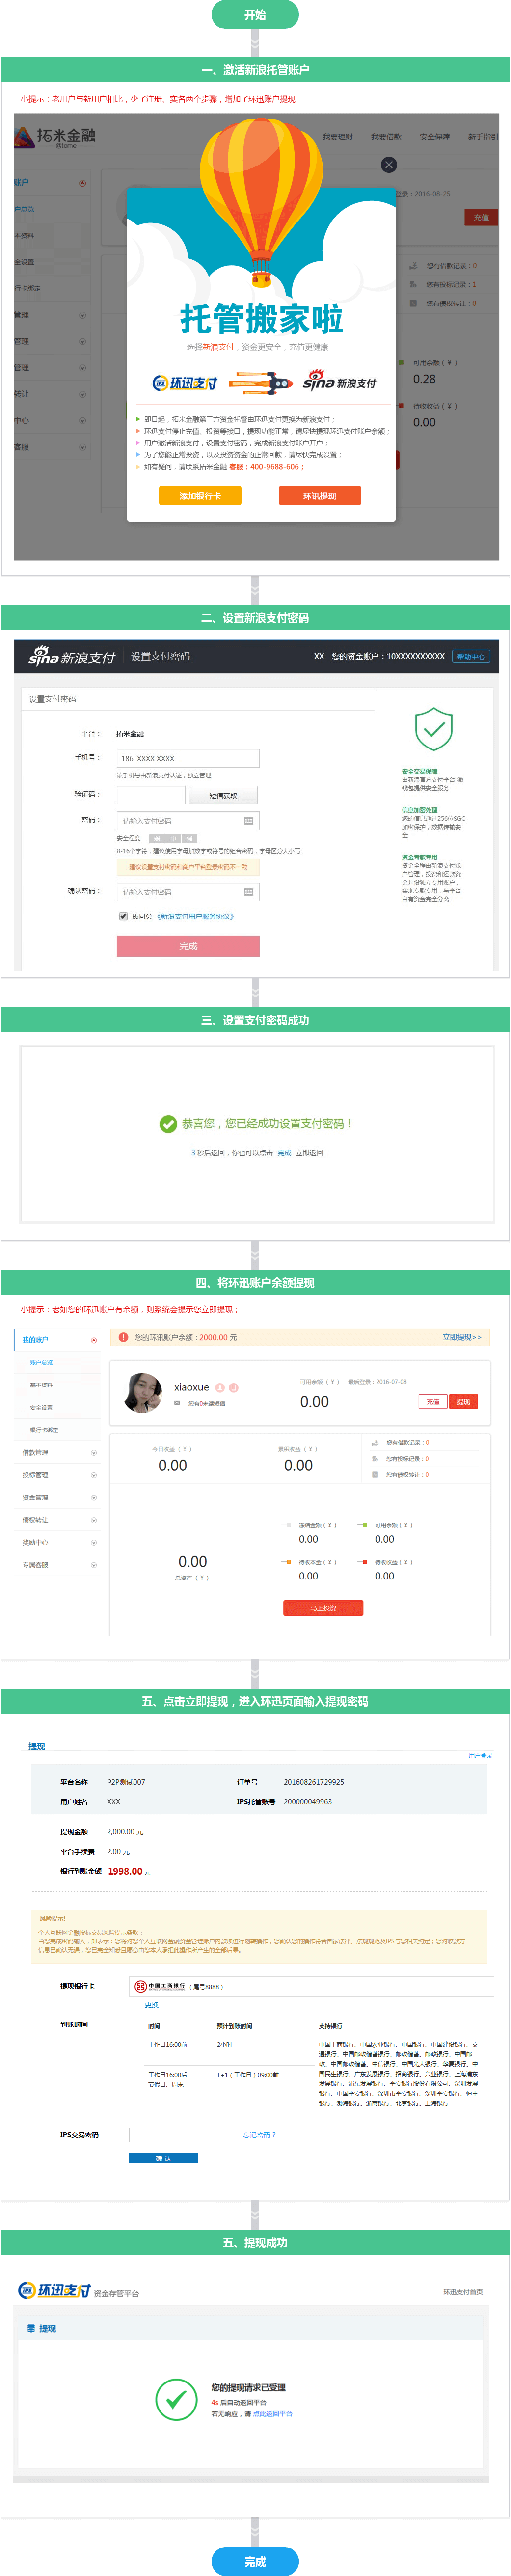 开始
一、激活新浪托管账户
小提示：老用户与新用户相比，少了注册、实名两个步骤，增加了环迅账户提现
拓米金融
@tome
我要理财 我要借款 安全保障 新手指引
账户
登录：2016-08-25
户总览
充值
本资料
全设置
您有借款记录：0
行卡绑定
您有投标记录：1
您有债权转让：0
管理
管理
管理
可用余额（¥）
0.28
转让
待收收益（¥）
中心
0.00
客服
托管搬家啦
选择新浪支付，资金更安全，充值更健康
环迅支付 sina新浪支付
即日起，拓米金融第三方资金托管由环迅支付更换为新浪支付；
环迅支付停止充值、投资等接口，提现功能正常，请尽快提现环迅支付账户余额；
用户激活新浪支付，设置支付密码，完成新浪支付账户开户；
为了您能正常投资，以及投资资金的正常回款，请尽快完成设置；
如有疑问，请联系拓米金融 客服：400-9688-606；
添加银行卡 环讯提现
二、设置新浪支付密码
sina新浪支付 设置支付密码 XX 您的资金账户：10XXXXXXXXXX 帮助中心
设置支付密码
平台： 拓米金融
手机号： 186 XXXX XXXX
该手机号由新浪支付认证，独立管理
验证码： 短信获取
密码： 请输入支付密码
安全程度 弱 中 强
8-16个字符，建议使用字母加数字或符号的组合密码，字母区分大小写
建议设置支付密码和商户平台登录密码不一致
确认密码： 请输入支付密码
我同意 《新浪支付用户服务协议》
完成
安全交易保障
由新浪官方支付平台-微
钱包提供安全服务
信息加密处理
您的信息通过256位SGC
加密保护，数据传输安
全
资金专款专用
资金全程由新浪支付账
户管理，投资和还款资
金开设独立专用账户，
实现专款专用，与平台
自有资金完全分离
三、设置支付密码成功
恭喜您，您已经成功设置支付密码！
3 秒后返回，你也可以点击 完成 立即返回
四、将环迅账户余额提现
小提示：老如您的环迅账户有余额，则系统会提示您立即提现；
我的账户
您的环讯账户余额：2000.00 元 立即提现>>
账户总览
基本资料
安全设置
银行卡绑定
借款管理
投标管理
资金管理
债权转让
奖励中心
专属客服
xiaoxue
您有0未读短信
可用余额（¥） 最后登录：2016-07-08
0.00
充值 提现
今日收益（¥） 累积收益（¥）
0.00 0.00
您有借款记录：0
您有投标记录：0
您有债权转让：0
冻结金额（¥） 可用余额（¥）
0.00 0.00
0.00
总资产（¥）
待收本金（¥） 待收收益（¥）
0.00 0.00
马上投资
五、点击立即提现，进入环迅页面输入提现密码
提现
用户登录
平台名称 P2P测试007 订单号 201608261729925
用户姓名 XXX IPS托管账号 200000049963
提现金额 2,000.00 元
平台手续费 2.00 元
银行到账金额 1998.00 元
风险提示！
个人互联网金融投标交易风险提示条款：
当您完成密码输入，即表示：您将对您个人互联网金融资金管理账户内款项进行划转操作，您确认您的操作符合国家法律、法规规范及IPS与您相关约定；您对收款方
信息已确认无误，您已完全知悉且愿意由您本人承担此操作所产生的全部后果。
提现银行卡 中国工商银行 （尾号8888）
更换
到账时间
时间 预计到账时间 支持银行
工作日16:00前 2小时
工作日16:00后
节假日、周末
T+1（工作日）09:00前
中国工商银行、中国农业银行、中国银行、中国建设银行、交
通银行、中国邮政储蓄银行、邮政储蓄、邮政银行、中国邮
政、中国邮政储蓄、中信银行、中国光大银行、华夏银行、中
国民生银行、广东发展银行、招商银行、兴业银行、上海浦东
发展银行、浦东发展银行、平安银行股份有限公司、深圳发展
银行、中国平安银行、深圳市平安银行、深圳平安银行、恒丰
银行、渤海银行、浙商银行、北京银行、上海银行
IPS交易密码 忘记密码？
确 认
五、提现成功
环迅支付 资金存管平台 环迅支付首页
提现
您的提现请求已受理
4s 后自动返回平台
若无响应，请 点此返回平台
完成